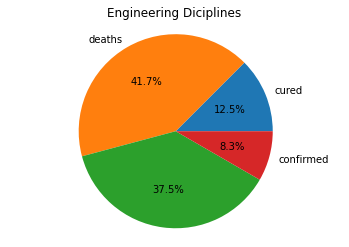 Engineering Diciplines
deaths
41.7%
cured
12.5%
8.3%
confirmed
37.5%